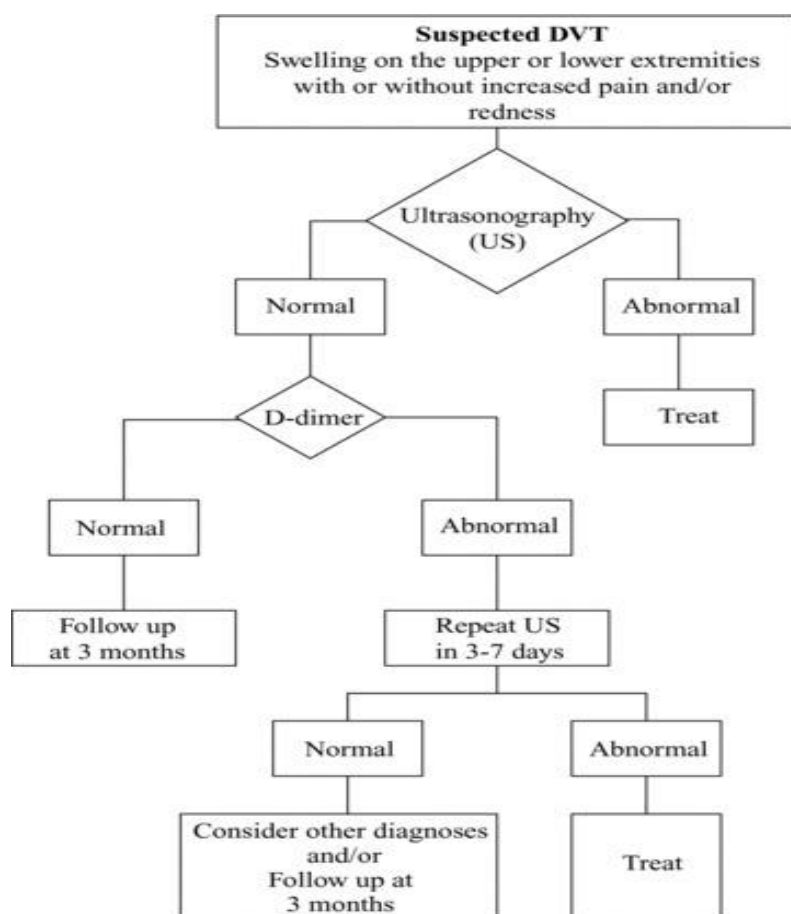 Suspected DVT
Swelling on the upper or lower extremities
with or without increased pain and/or
redness
Ultrasonography
(US)
Normal
Abnormal
D-dimer
Treat
Normal
Abnormal
Follow up
at 3 months
Repeat US
in 3-7 days
Normal
Abnormal
Consider other diagnoses
and/or
Follow up at
3 months
Treat